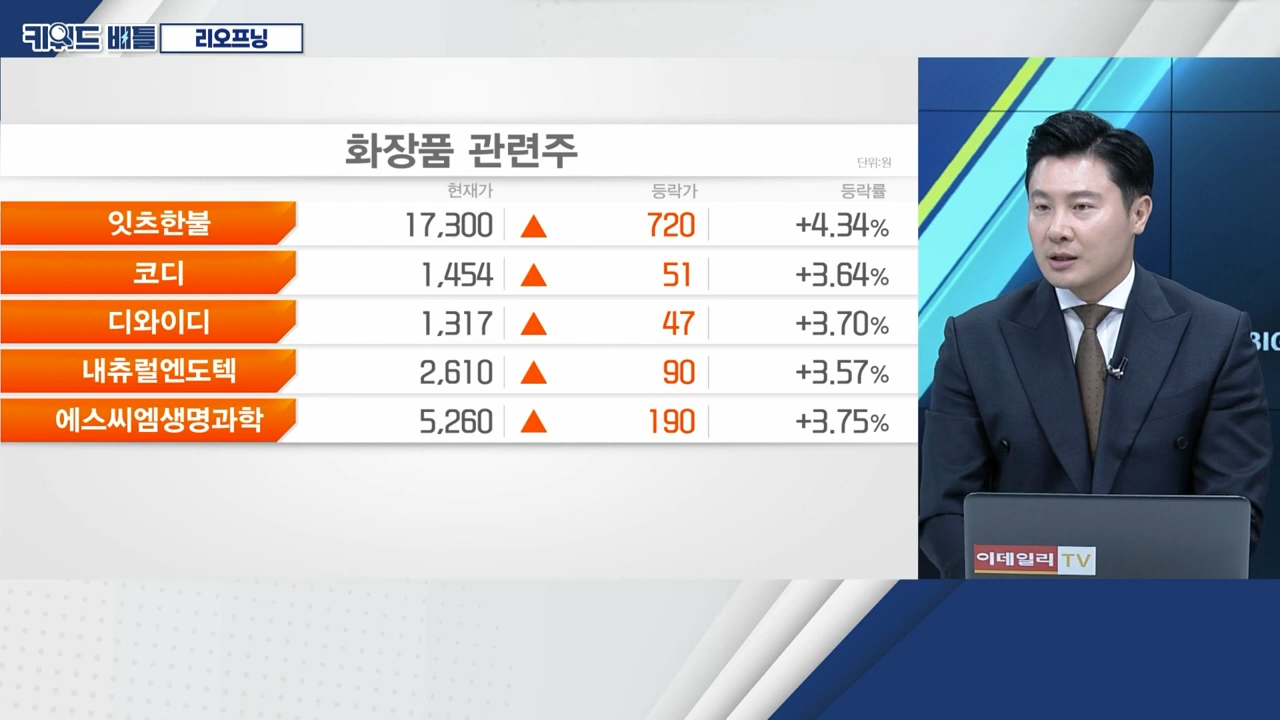 키워드 배틀 리오프닝
화장품 관련주
단위:원
현재가 등락가 등락률
잇츠한불 17,300 ▲ 720 +4.34%
코디 1,454 ▲ 51 +3.64%
디와이디 1,317 ▲ 47 +3.70%
내츄럴엔도텍 2,610 ▲ 90 +3.57%
에스씨엠생명과학 5,260 ▲ 190 +3.75%
BIG
이데일리TV